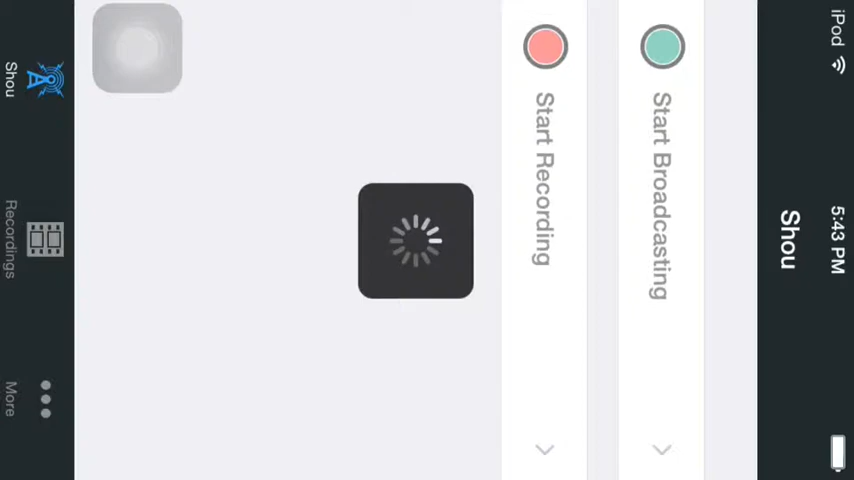 iPod
5:43 PM
Shou
Start Broadcasting
Start Recording
Shou
Recordings
More